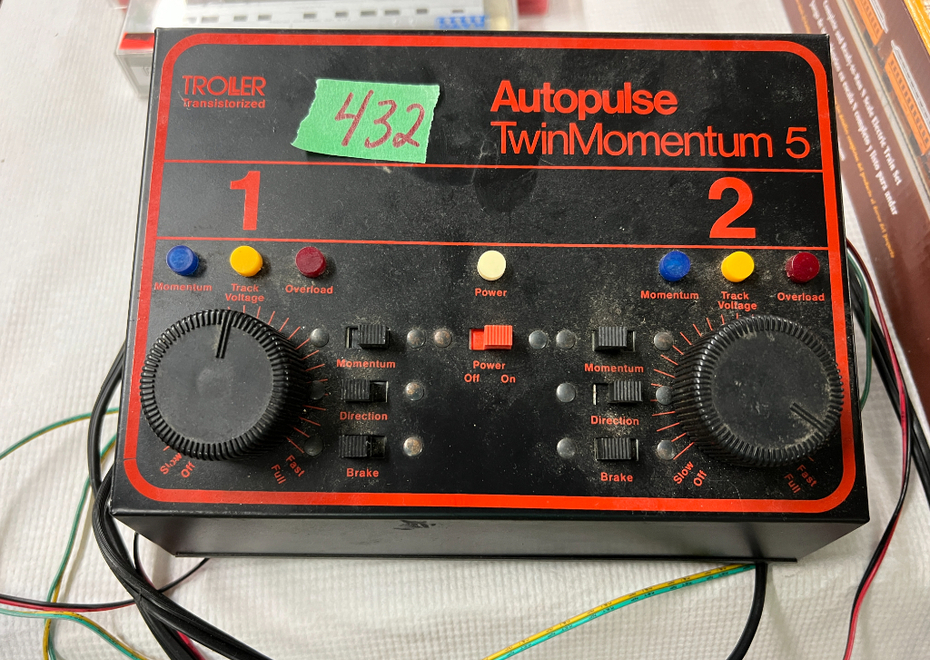 TROLLER
Transistorized
432
Autopulse
TwinMomentum 5
1
2
Momentum
Track
Voltage
Overload
Power
Momentum
Track
Voltage
Overload
Momentum
Power
Off On
Momentum
Direction
Direction
Brake
Brake
Slow
Off
Fast
Full
Slow
Off
Fast
Full